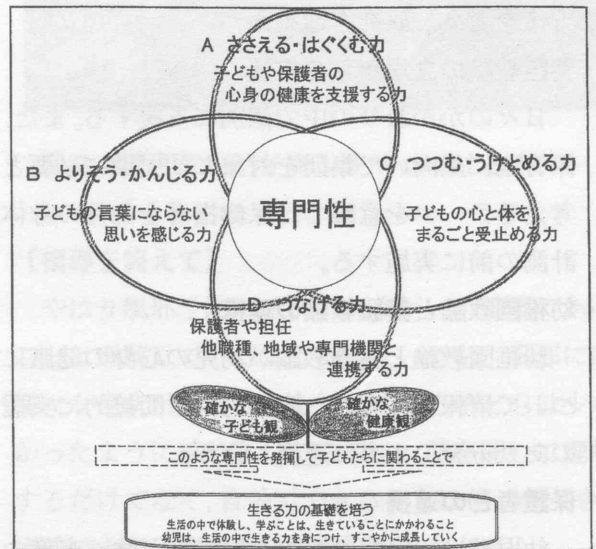 A ささえる・はぐくむ力
子どもや保護者の
心身の健康を支援する力
B よりそう・かんじる力
子どもの言葉にならない
思いを感じる力
専門性
C つつむ・うけとめる力
子どもの心と体を
まるごと受止める力
D つなげる力
保護者や担任
他職種、地域や専門機関と
連携する力
確かな
子ども観
確かな
健康観
このような専門性を発揮して子どもたちに関わることで
生きる力の基礎を培う
生活の中で体験し、学ぶことは、生きていることにかかわること
幼児は、生活の中で生きる力を身につけ、すこやかに成長していく